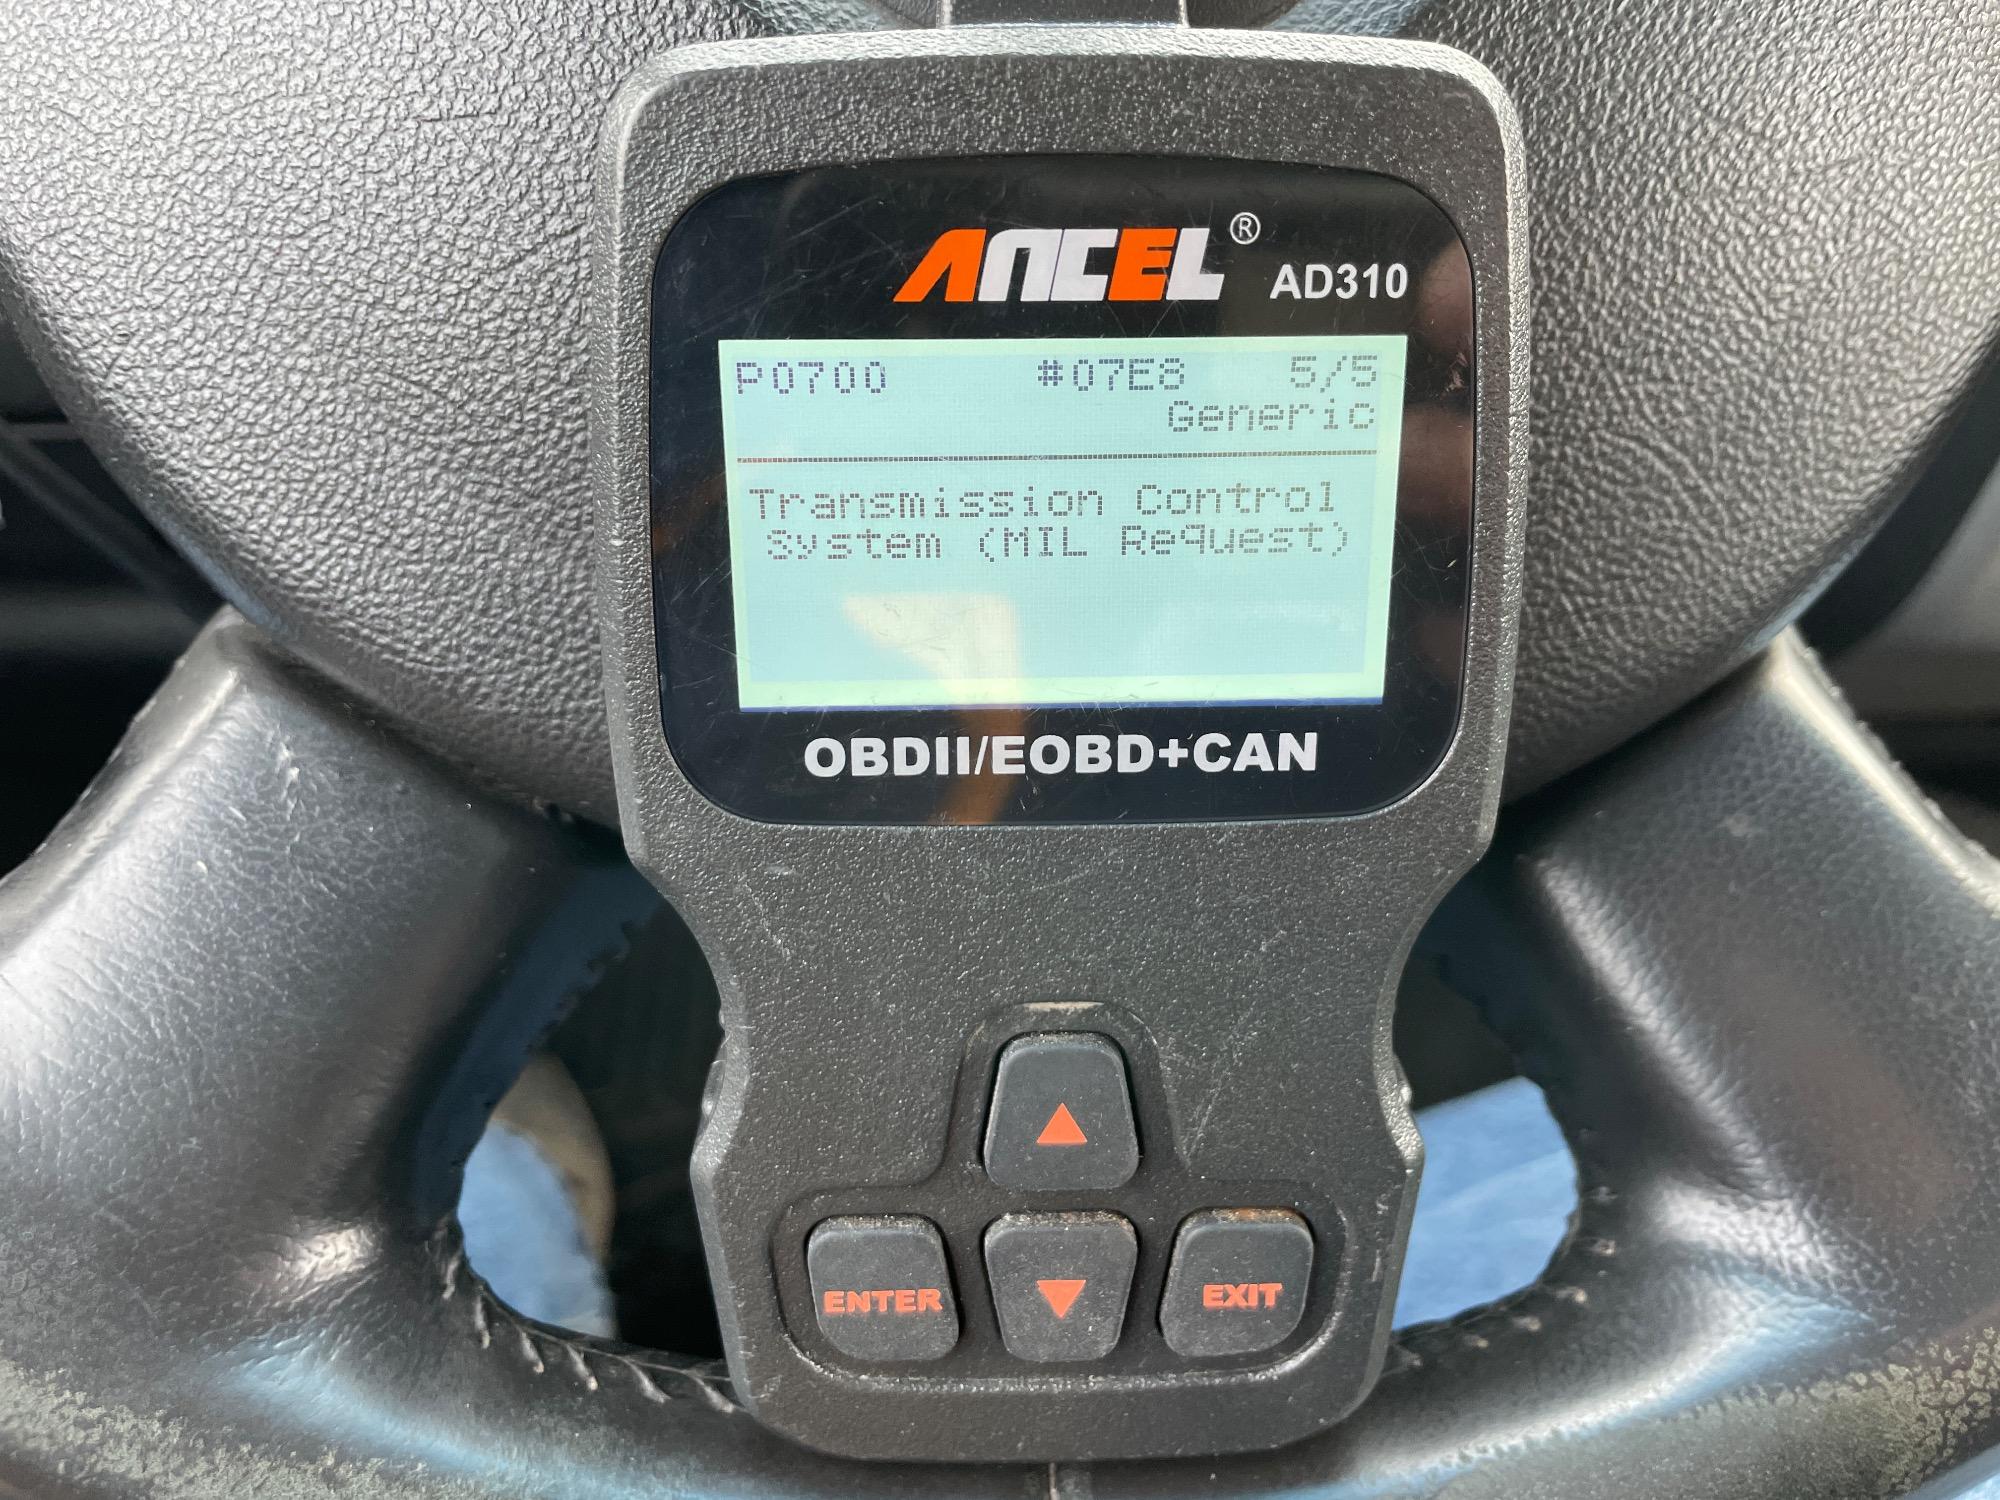 ANCEL® AD310
P0700 #07E8 5/5
Generic
Transmission Control
System (MIL Request)
OBDII/EOBD+CAN
ENTER
EXIT